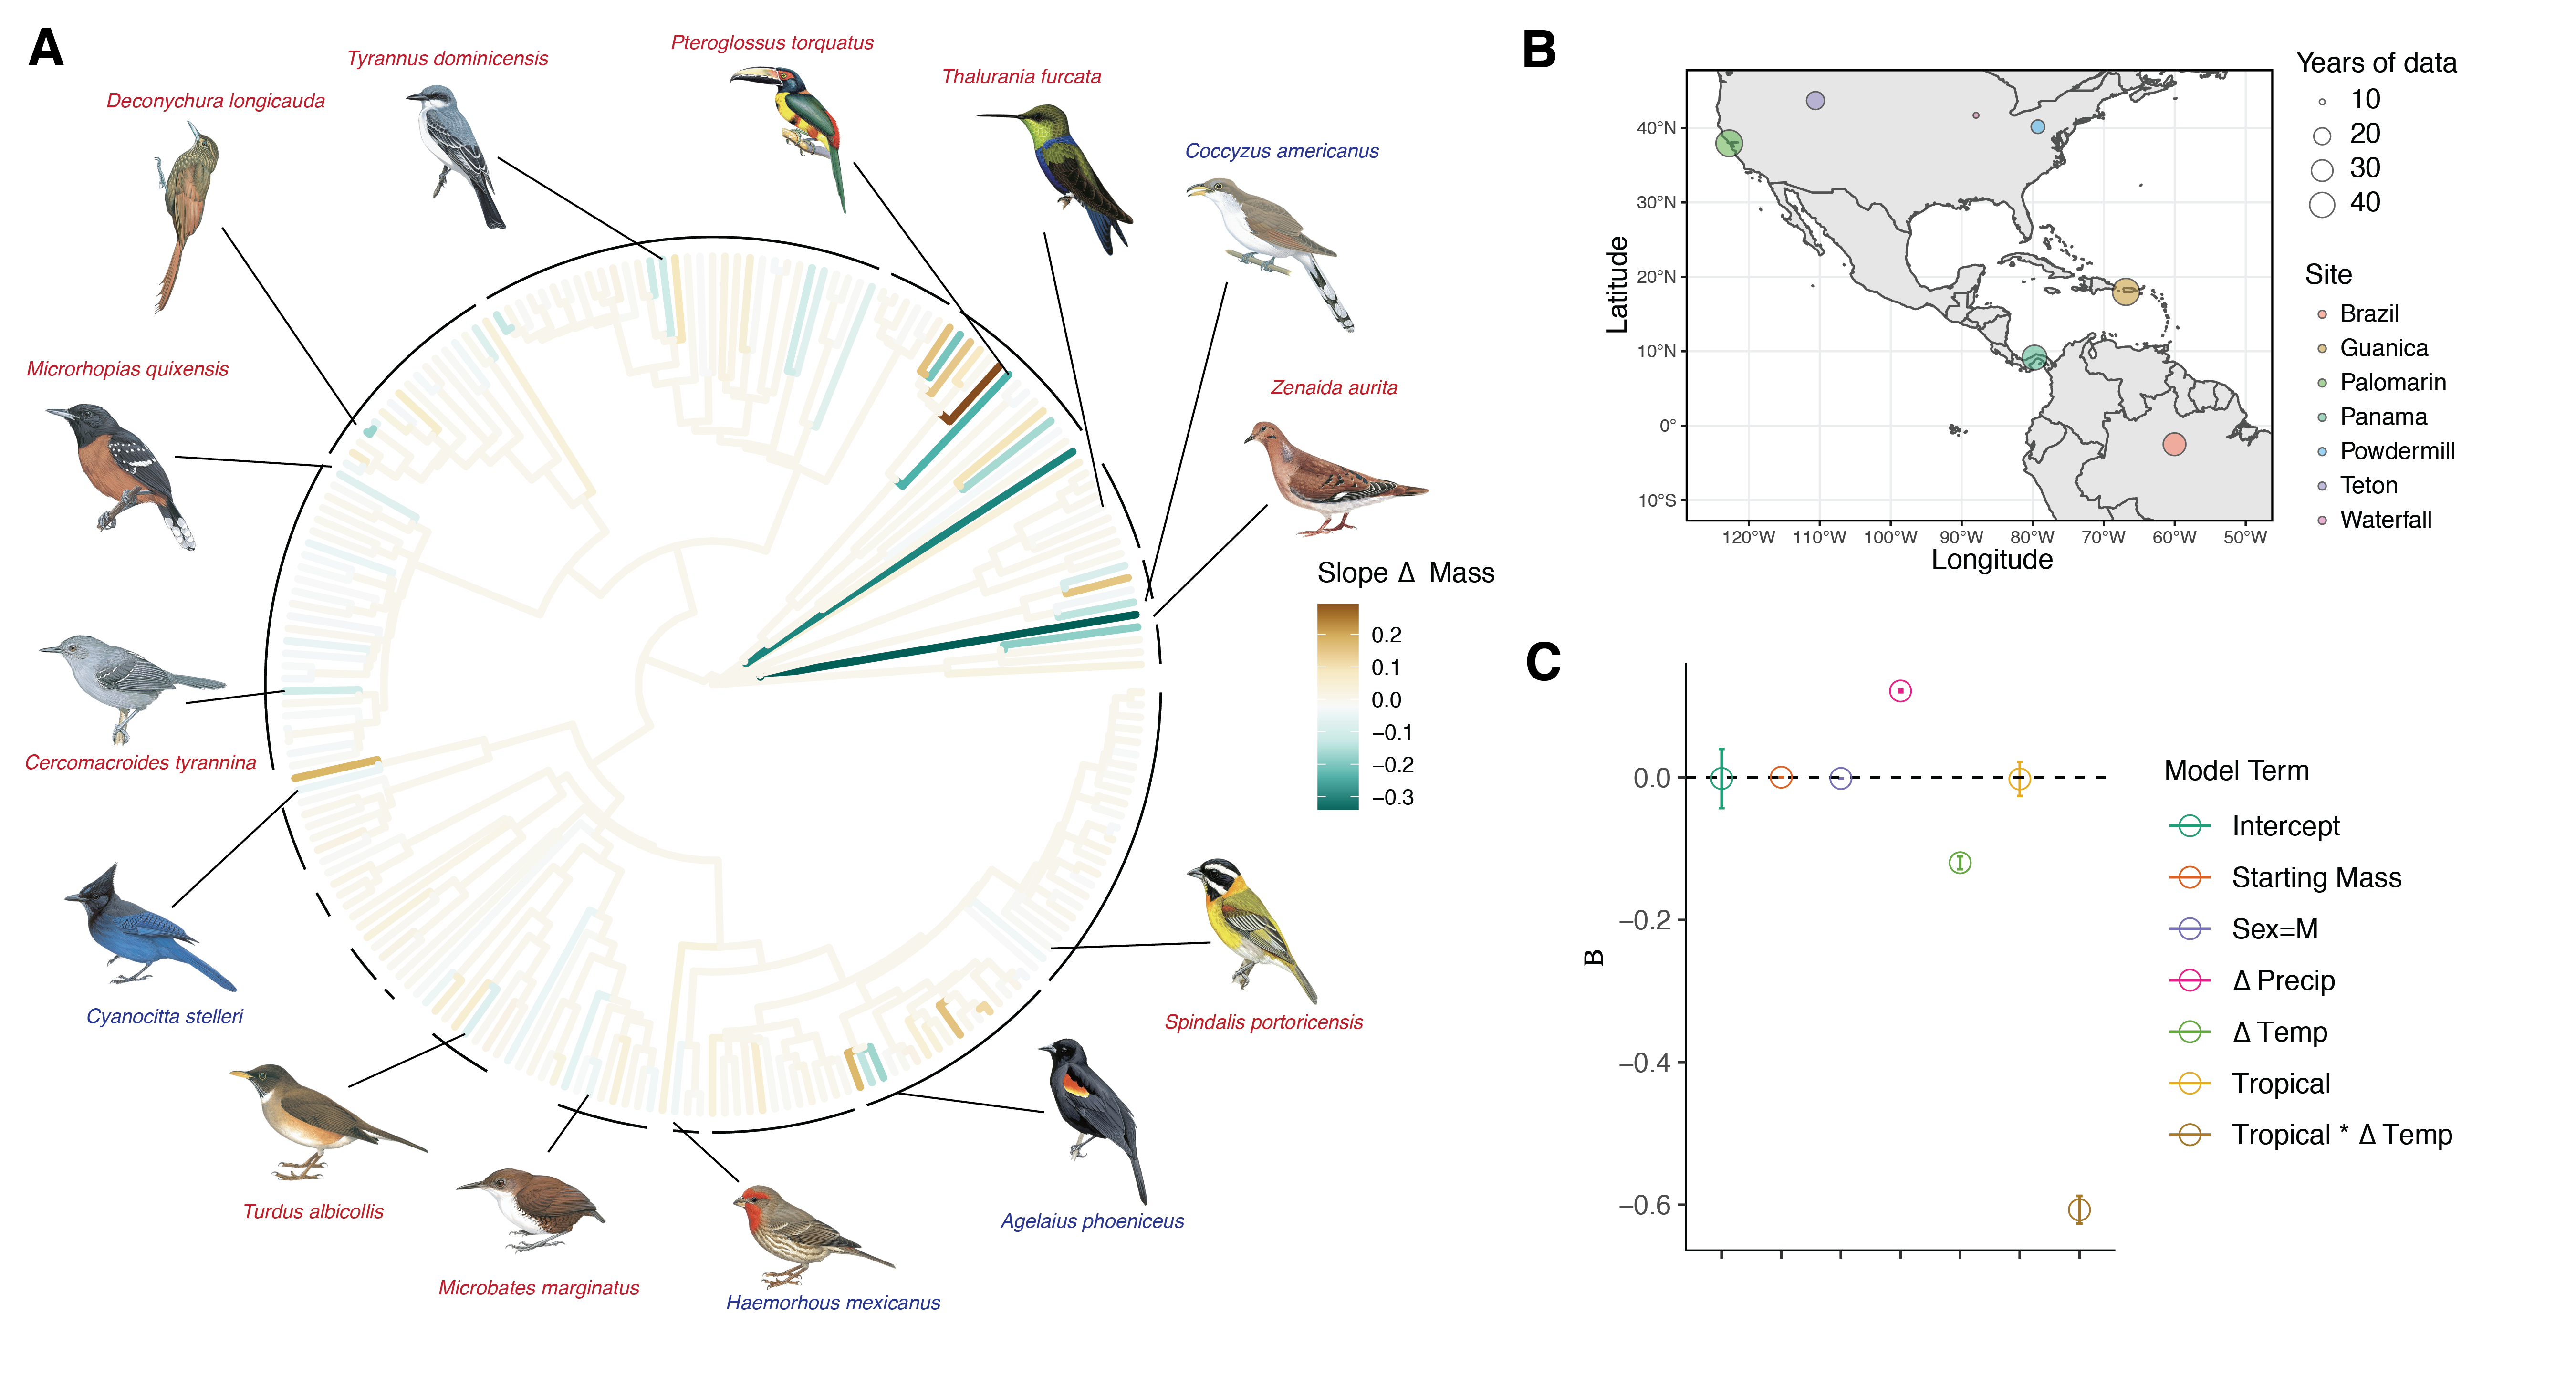 A
Deconychura longicauda
Tyrannus dominicensis
Pteroglossus torquatus
Thalurania furcata
Coccyzus americanus
Zenaida aurita
Microrhopias quixensis
Cercomacroides tyrannina
Cyanocitta stelleri
Turdus albicollis
Microbates marginatus
Haemorhous mexicanus
Agelaius phoeniceus
Spindalis portoricensis
Slope Δ Mass
0.2
0.1
0.0
−0.1
−0.2
−0.3
B
Latitude
40°N
30°N
20°N
10°N
0°
10°S
120°W 110°W 100°W 90°W 80°W 70°W 60°W 50°W
Longitude
Years of data
10
20
30
40
Site
Brazil
Guanica
Palomarin
Panama
Powdermill
Teton
Waterfall
C
B
0.0
−0.2
−0.4
−0.6
Model Term
Intercept
Starting Mass
Sex=M
Δ Precip
Δ Temp
Tropical
Tropical * Δ Temp